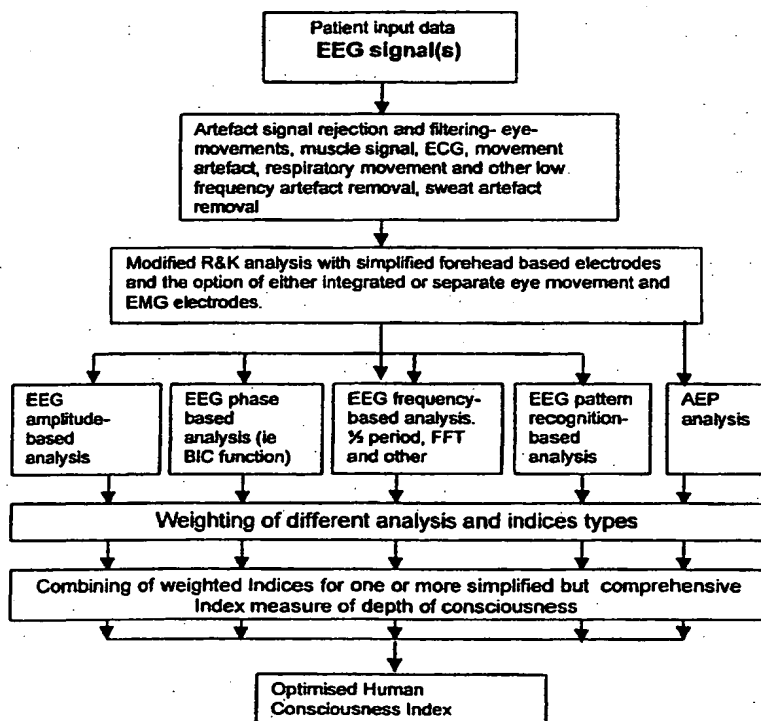 Patient input data
EEG signal(s)
Artefact signal rejection and filtering- eye-
movements, muscle signal, ECG, movement
artefact, respiratory movement and other low
frequency artefact removal, sweat artefact
removal
Modified R&K analysis with simplified forehead based electrodes
and the option of either integrated or separate eye movement and
EMG electrodes.
EEG
amplitude-
based
analysis
EEG phase
based
analysis (ie
BIC function)
EEG frequency-
based analysis.
½ period, FFT
and other
EEG pattern
recognition-
based
analysis
AEP
analysis
Weighting of different analysis and indices types
Combining of weighted Indices for one or more simplified but comprehensive
Index measure of depth of consciousness
Optimised Human
Consciousness Index